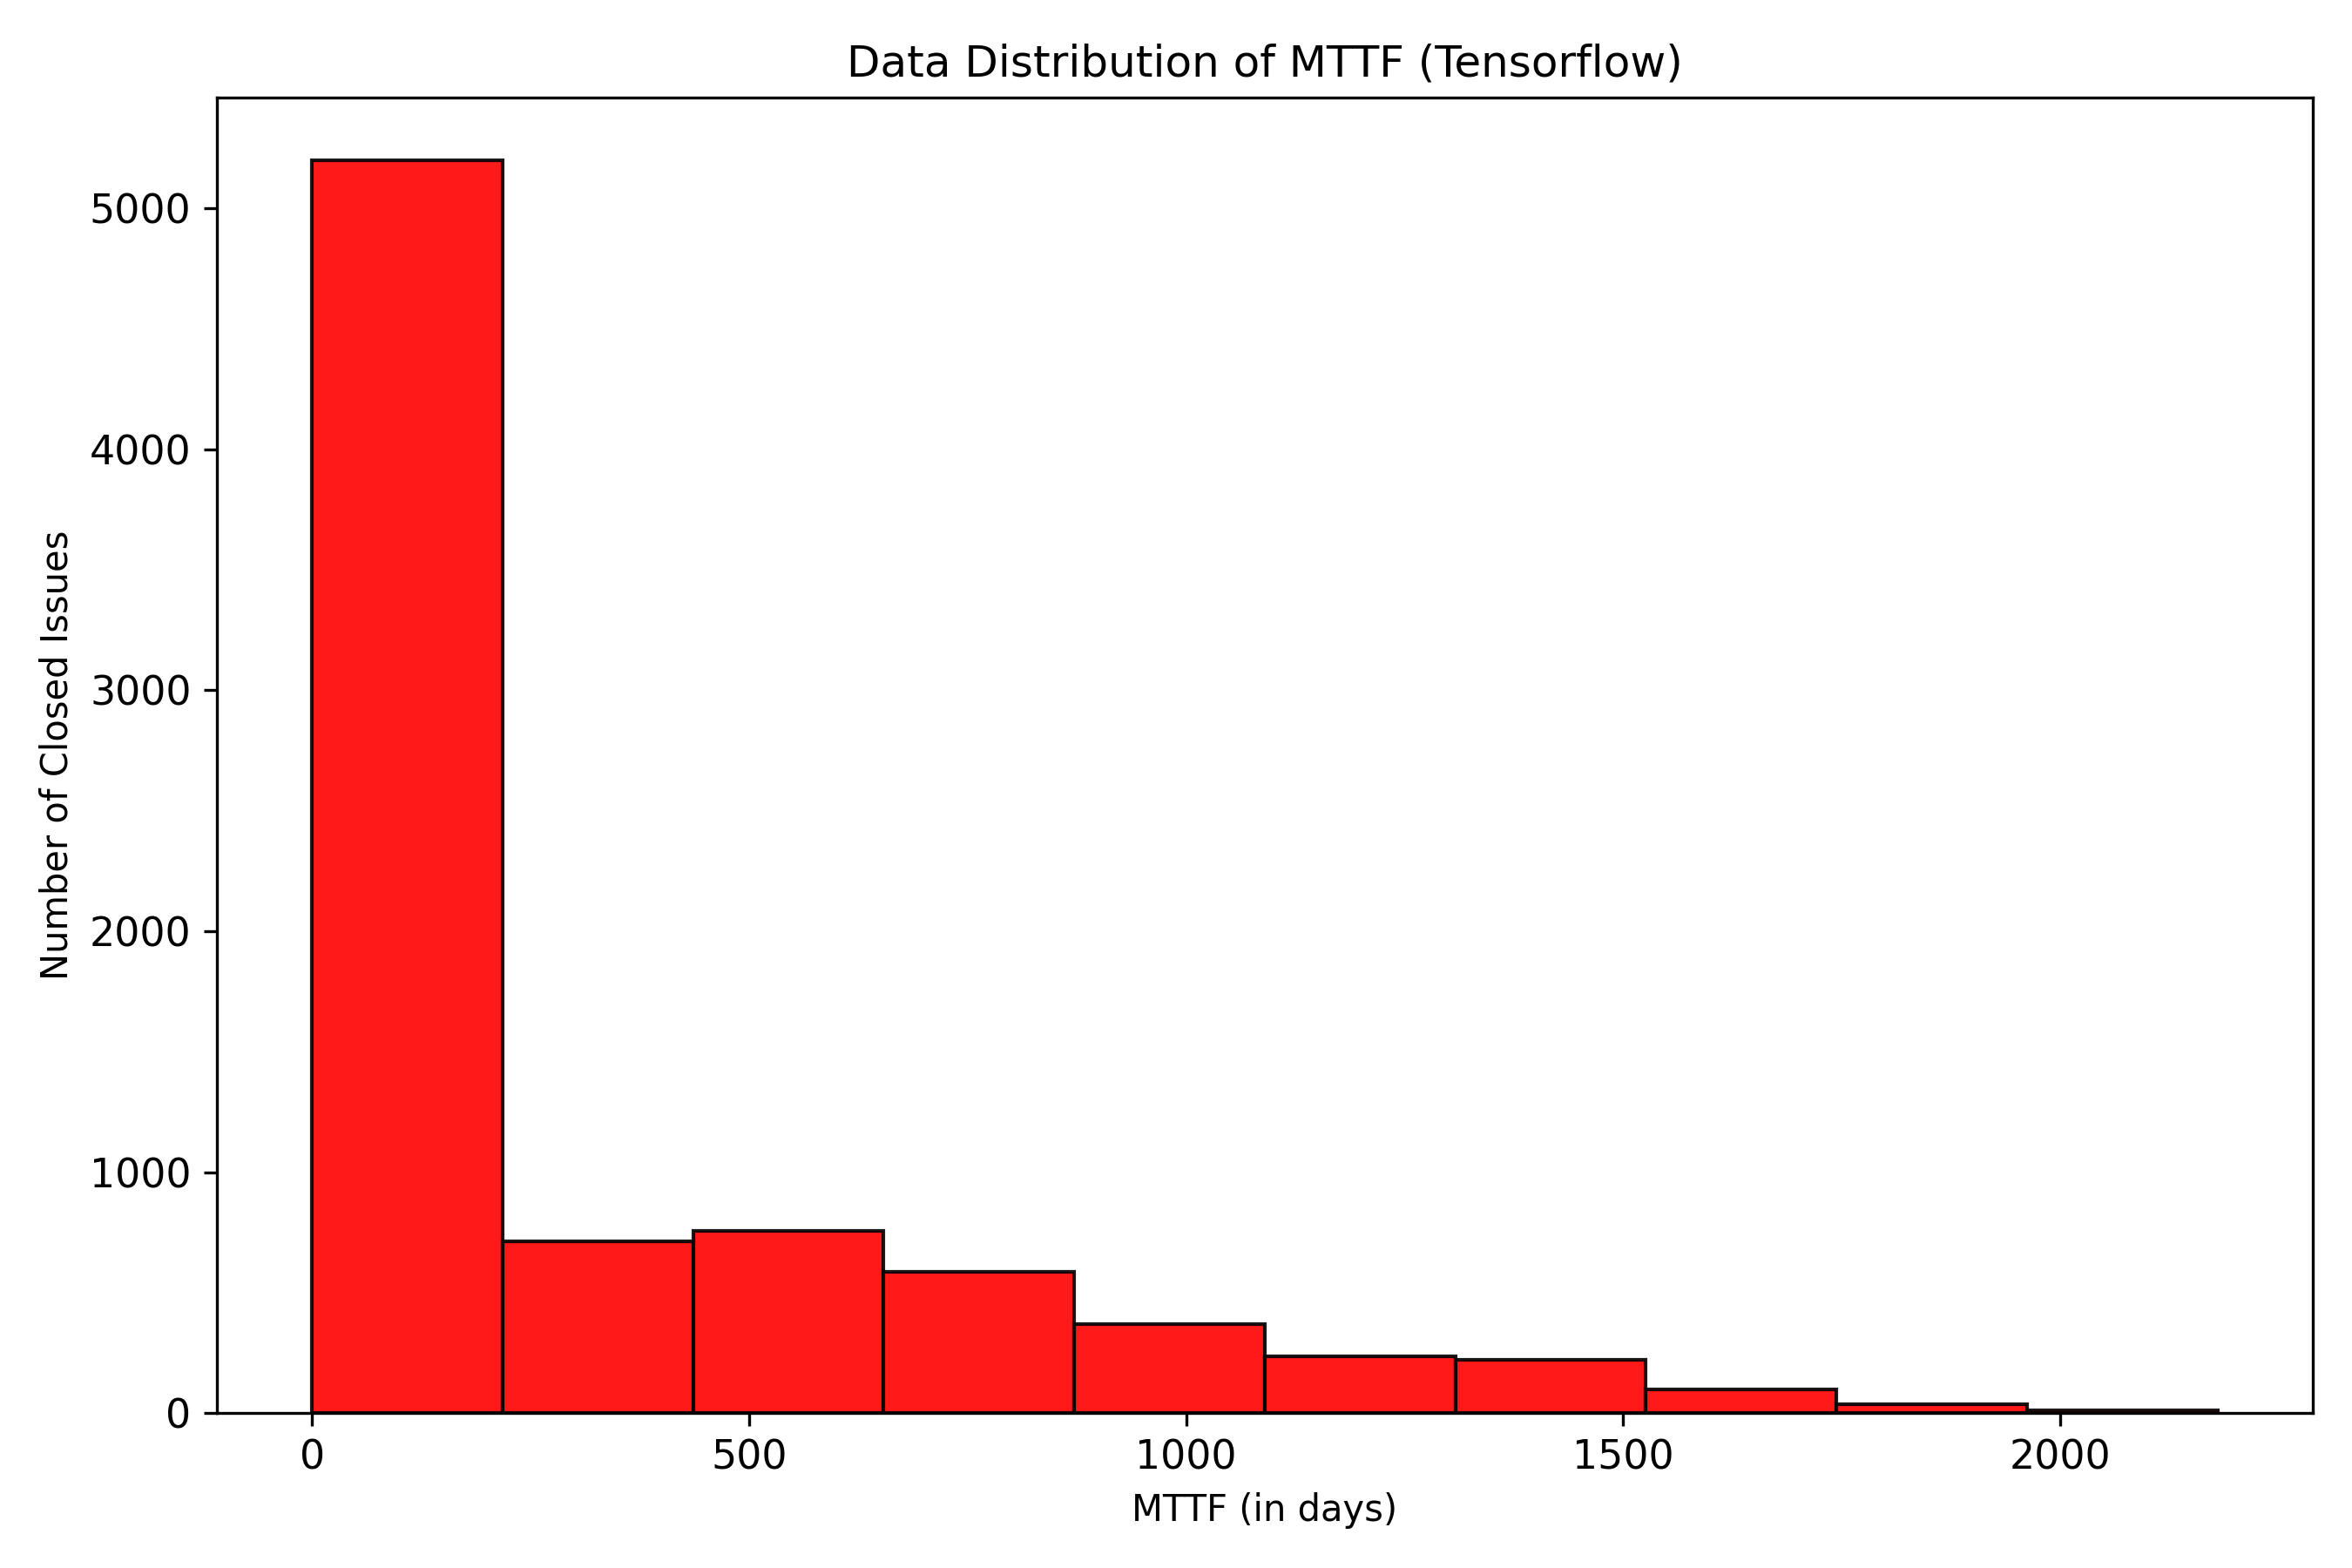 Data Distribution of MTTF (Tensorflow)
Number of Closed Issues
5000
4000
3000
2000
1000
0
0 500 1000 1500 2000
MTTF (in days)